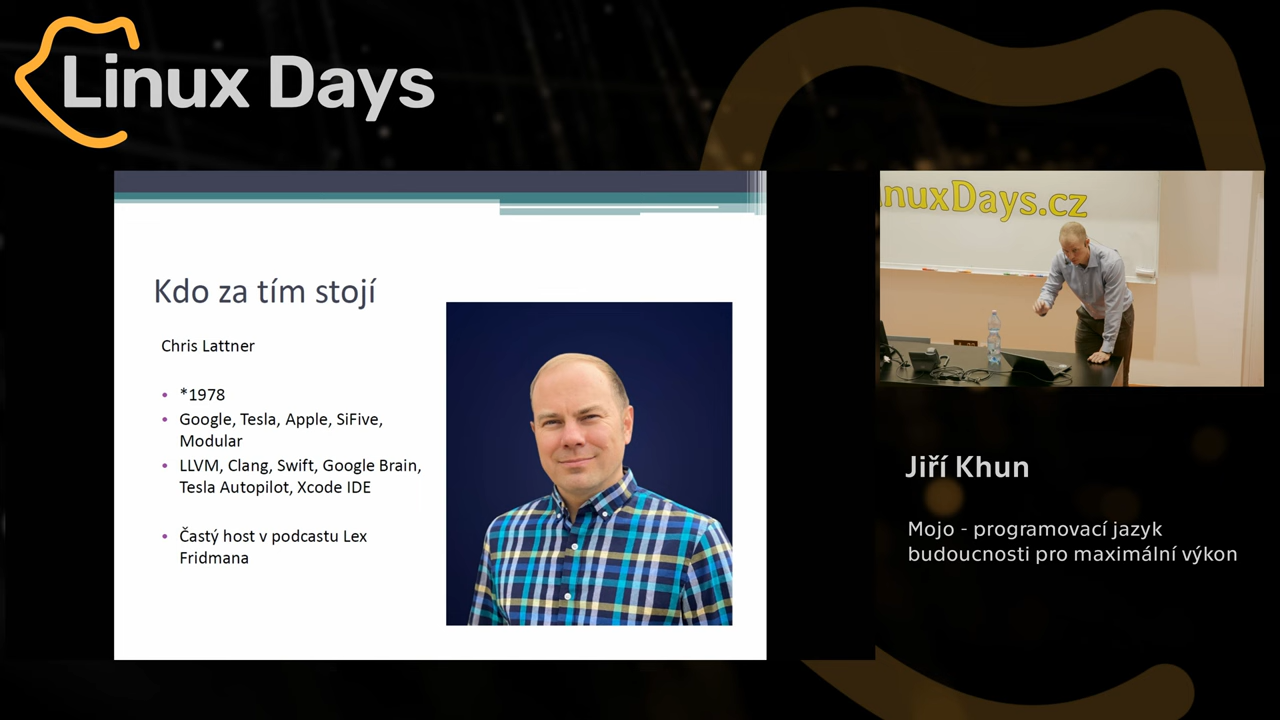 Linux Days
Kdo za tím stojí
Chris Lattner
• *1978
• Google, Tesla, Apple, SiFive,
Modular
• LLVM, Clang, Swift, Google Brain,
Tesla Autopilot, Xcode IDE
• Častý host v podcastu Lex
Fridmana
inuxDays.cz
Jiří Khun
Mojo - programovací jazyk
budoucnosti pro maximální výkon